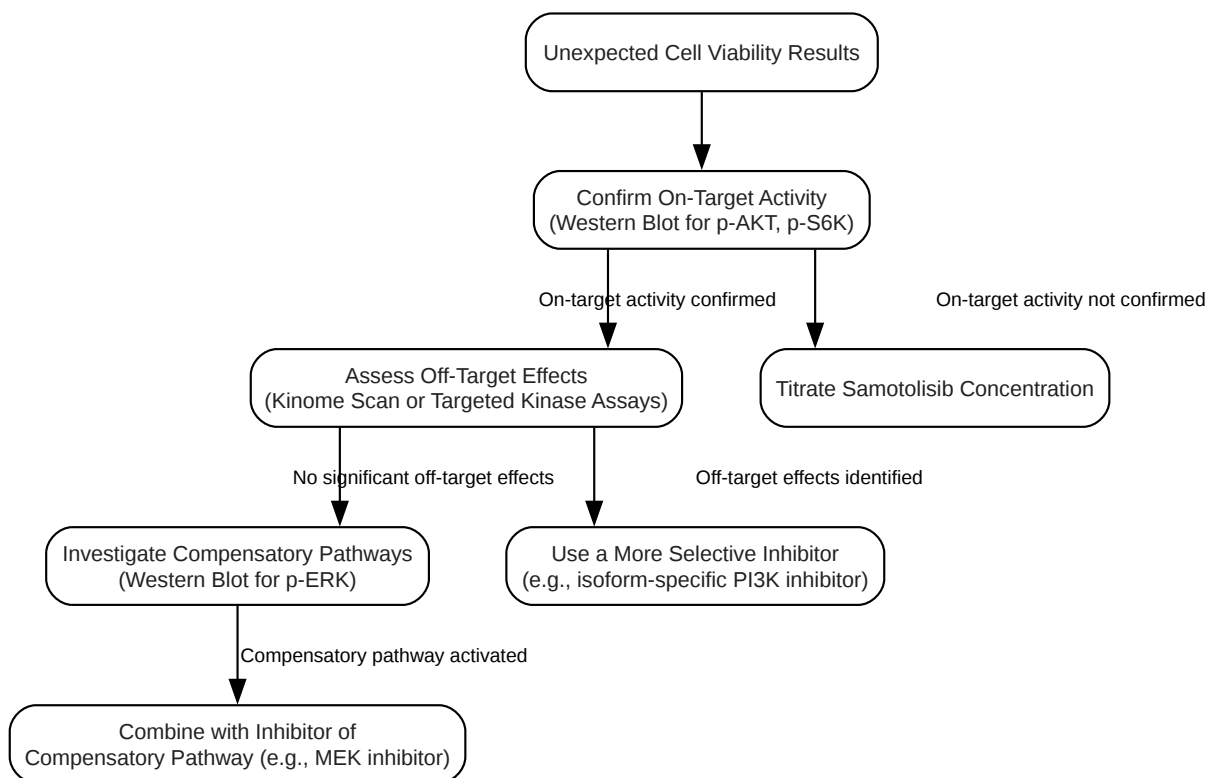 Unexpected Cell Viability Results
Confirm On-Target Activity
(Western Blot for p-AKT, p-S6K)
On-target activity confirmed
On-target activity not confirmed
Assess Off-Target Effects
(Kinome Scan or Targeted Kinase Assays)
Titrate Samotolisib Concentration
No significant off-target effects
Off-target effects identified
Investigate Compensatory Pathways
(Western Blot for p-ERK)
Use a More Selective Inhibitor
(e.g., isoform-specific PI3K inhibitor)
Compensatory pathway activated
Combine with Inhibitor of
Compensatory Pathway (e.g., MEK inhibitor)